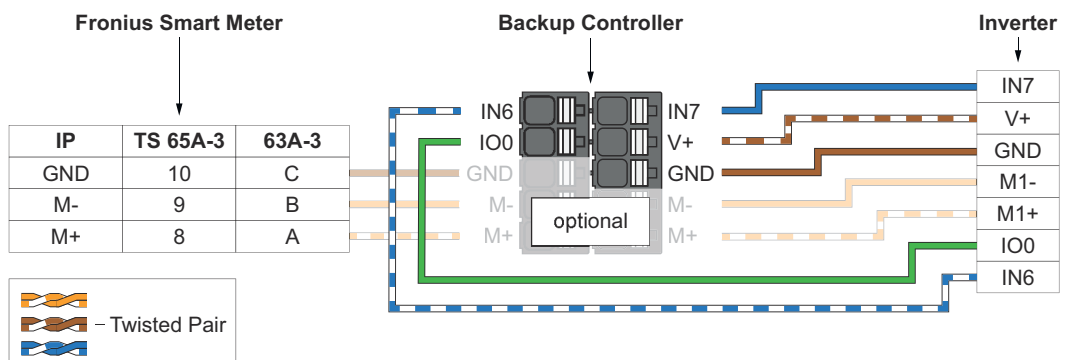 Fronius Smart Meter Backup Controller Inverter
IN6 IN7 IN7
IO0 V+ V+
IP TS 65A-3 63A-3
GND GND GND
GND 10 C
M- 9 B M- M- M1-
M+ 8 A M+ M+ M1+
optional
IO0
IN6
– Twisted Pair